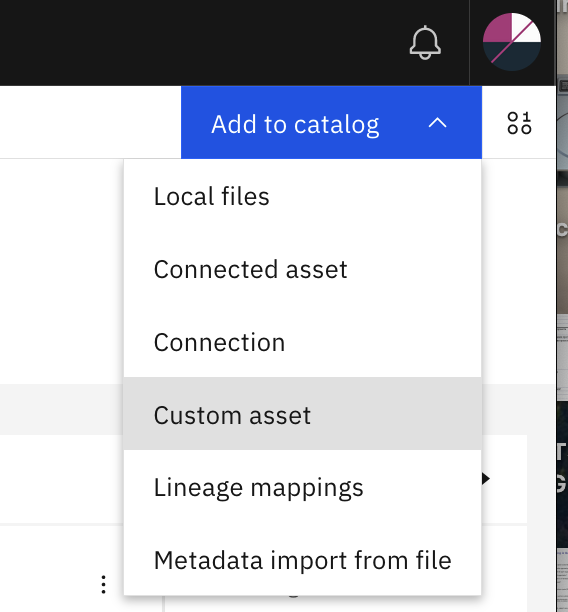 Add to catalog
Local files
Connected asset
Connection
Custom asset
Lineage mappings
Metadata import from file